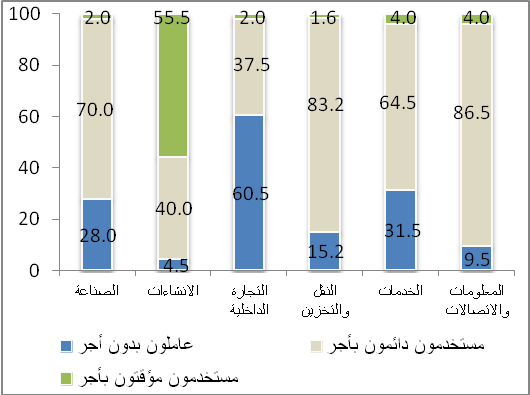 100
80
60
40
20
0
2.0
55.5
2.0
1.6
4.0
4.0
70.0
40.0
37.5
83.2
64.5
86.5
28.0
4.5
60.5
15.2
31.5
9.5
الصناعة
الانشاءات
التجارة
الداخلية
النقل
والتخزين
الخدمات
المعلومات
والاتصالات
عاملون بدون أجر
مستخدمون دائمون بأجر
مستخدمون مؤقتون بأجر